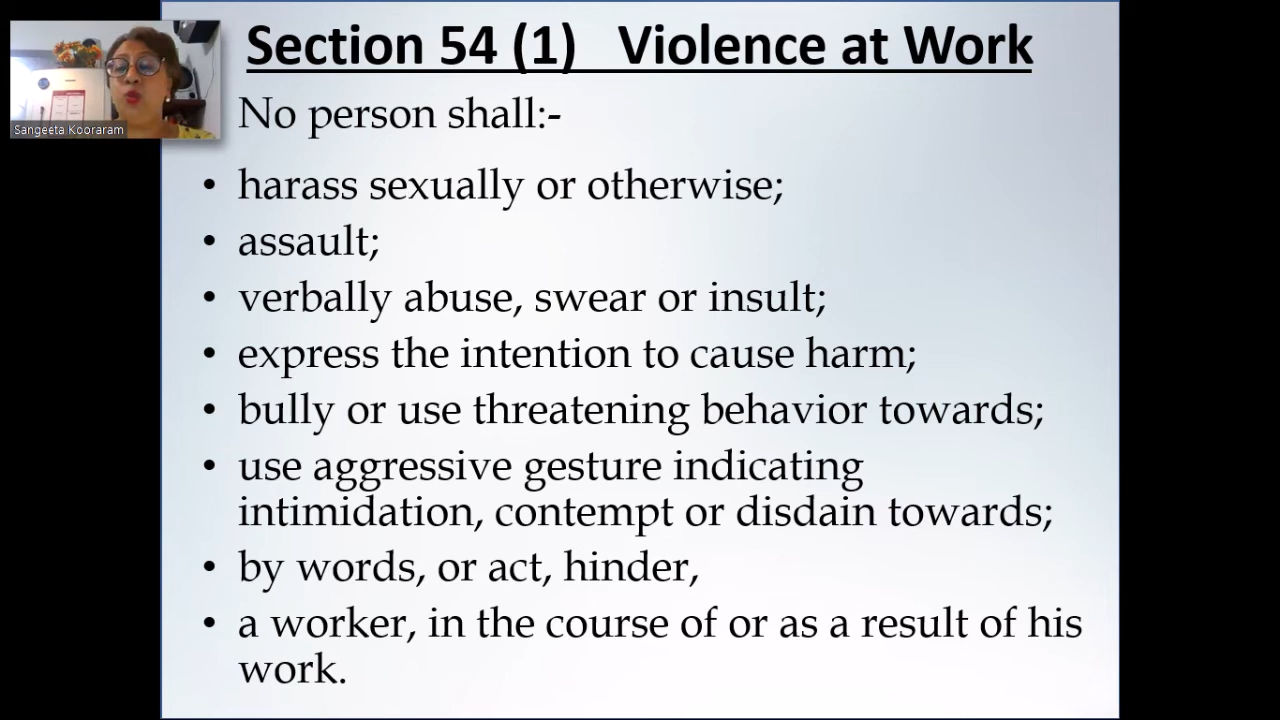 Section 54 (1) Violence at Work
Sangeeta Kooraram
No person shall:-
• harass sexually or otherwise;
• assault;
• verbally abuse, swear or insult;
• express the intention to cause harm;
• bully or use threatening behavior towards;
• use aggressive gesture indicating
intimidation, contempt or disdain towards;
• by words, or act, hinder,
• a worker, in the course of or as a result of his
work.